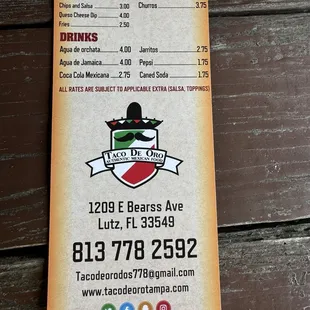 Chips and Salsa 3.00 Churros 3.75
Queso Cheese Dip 4.00
Fries 2.50
DRINKS
Agua de orchata 4.00 Jarritos 2.75
Agua de Jamaica 4.00 Pepsi 1.75
Coca Cola Mexicana 2.75 Caned Soda 1.75
ALL RATES ARE SUBJECT TO APPLICABLE EXTRA (SALSA, TOPPINGS)
TACO DE ORO
AUTHENTIC MEXICAN FOOD
1209 E Bearss Ave
Lutz, FL 33549
813 778 2592
Tacodeorodos778@gmail.com
www.tacodeorotampa.com